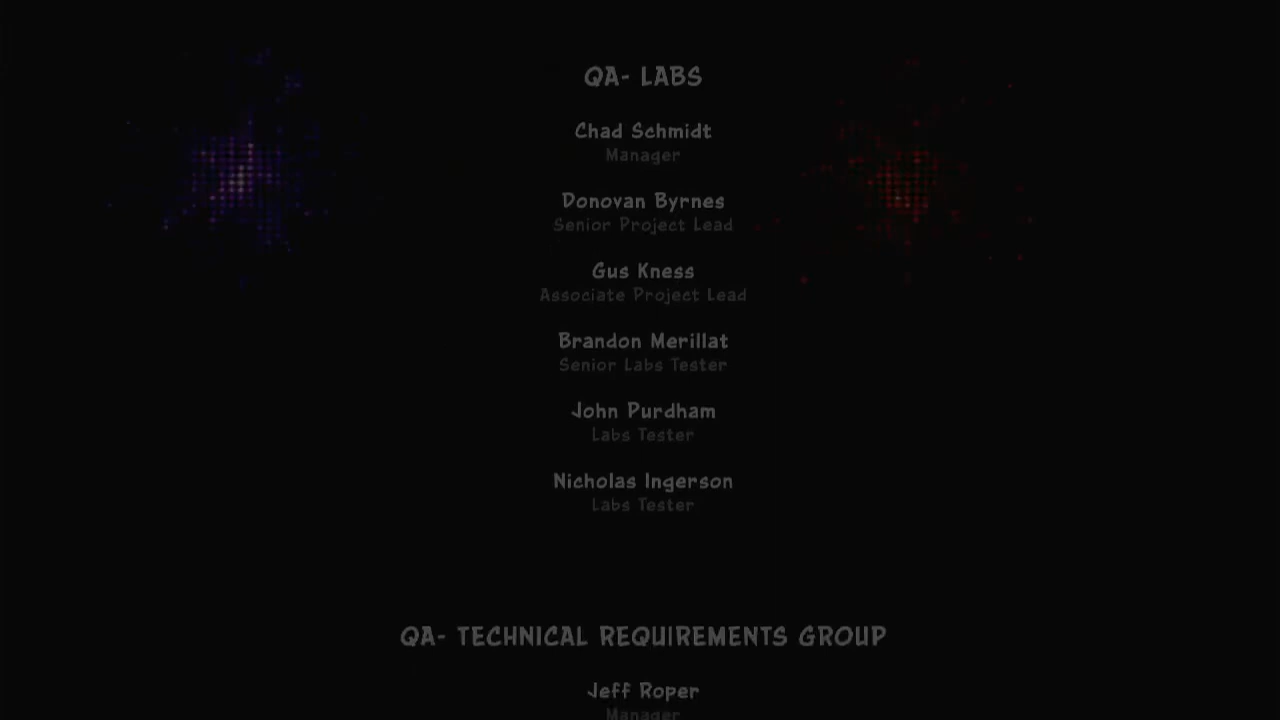 QA- LABS
Chad Schmidt
Manager
Donovan Byrnes
Senior Project Lead
Gus Kness
Associate Project Lead
Brandon Merillat
Senior Labs Tester
John Purdham
Labs Tester
Nicholas Ingerson
Labs Tester
QA- TECHNICAL REQUIREMENTS GROUP
Jeff Roper
Manager